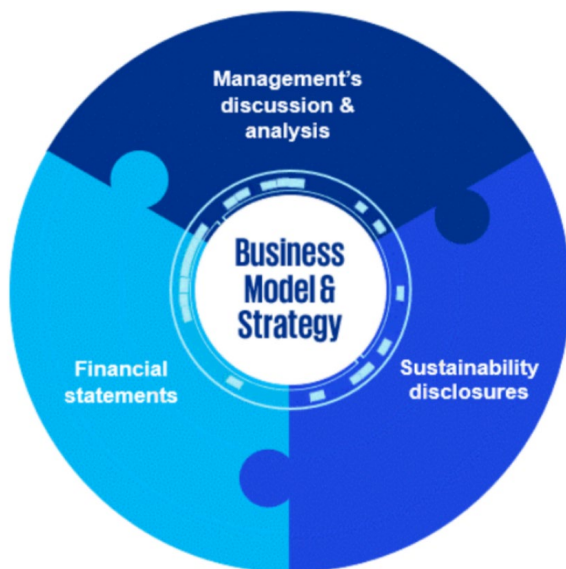 Management’s
discussion &
analysis
Business
Model &
Strategy
Financial
statements
Sustainability
disclosures